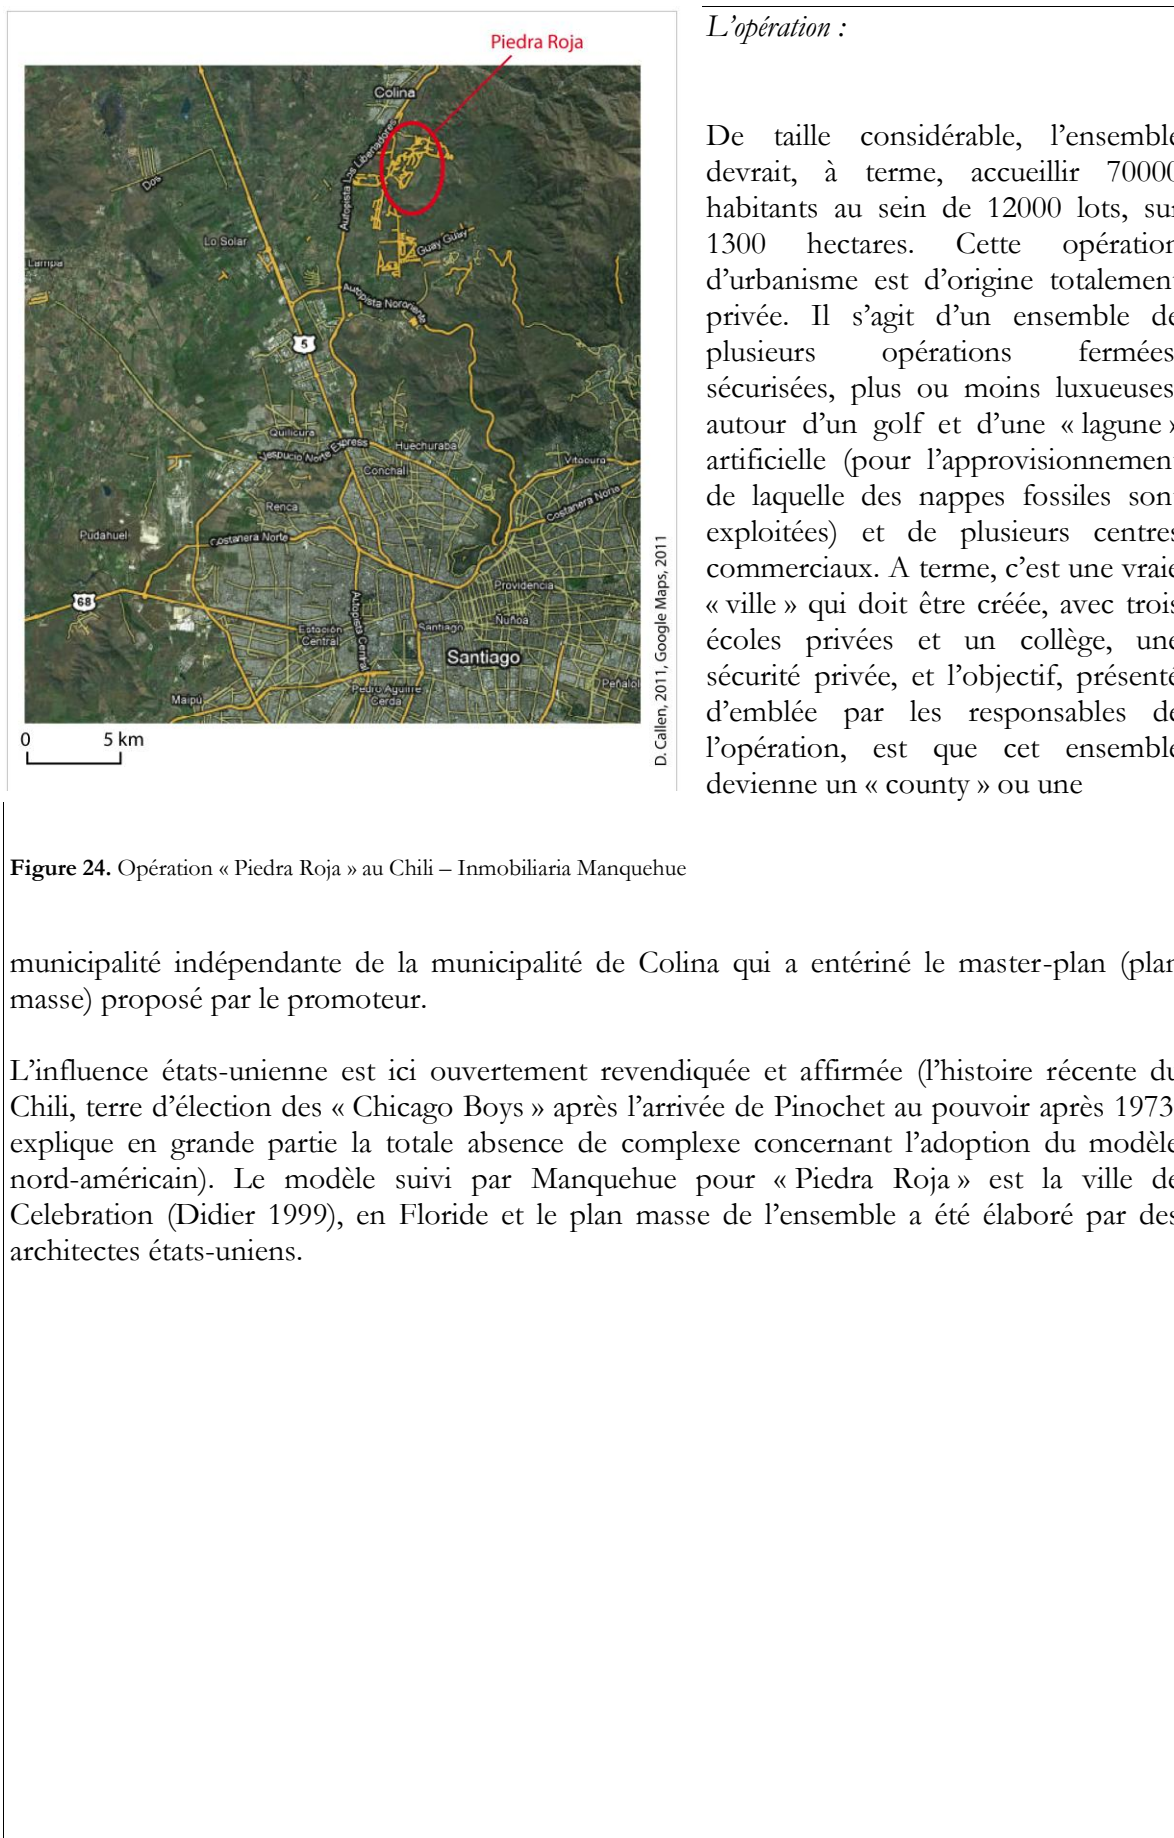 Piedra Roja
Colina
Autopista Los Libertadores
Dos
Lo Solar
Guay Guay
Lampa
Autopista Nororiente
5
Quilicura
Vespucio Norte Express
Huechuraba
Conchalí
Vitacura
Renca
Costanera Norte
Pudahuel
Costanera Norte
68
Providencia
Autopista Central
Estación
Central
Santiago
Ñuñoa
Santiago
Maipú
Pedro Aguirre
Cerda
Peñalol
0 5 km
D. Callen, 2011, Google Maps, 2011
L’opération :
De taille considérable, l’ensemble
devrait, à terme, accueillir 70000
habitants au sein de 12000 lots, sur
1300 hectares. Cette opération
d’urbanisme est d’origine totalement
privée. Il s’agit d’un ensemble de
plusieurs opérations fermées
sécurisées, plus ou moins luxueuses
autour d’un golf et d’une « lagune »
artificielle (pour l’approvisionnement
de laquelle des nappes fossiles sont
exploitées) et de plusieurs centres
commerciaux. A terme, c’est une vraie
« ville » qui doit être créée, avec trois
écoles privées et un collège, une
sécurité privée, et l’objectif, présenté
d’emblée par les responsables de
l’opération, est que cet ensemble
devienne un « county » ou une
Figure 24. Opération « Piedra Roja » au Chili – Inmobiliaria Manquehue
municipalité indépendante de la municipalité de Colina qui a entériné le master-plan (plan
masse) proposé par le promoteur.
L’influence états-unienne est ici ouvertement revendiquée et affirmée (l’histoire récente du
Chili, terre d’élection des « Chicago Boys » après l’arrivée de Pinochet au pouvoir après 1973
explique en grande partie la totale absence de complexe concernant l’adoption du modèle
nord-américain). Le modèle suivi par Manquehue pour « Piedra Roja » est la ville de
Celebration (Didier 1999), en Floride et le plan masse de l’ensemble a été élaboré par des
architectes états-uniens.